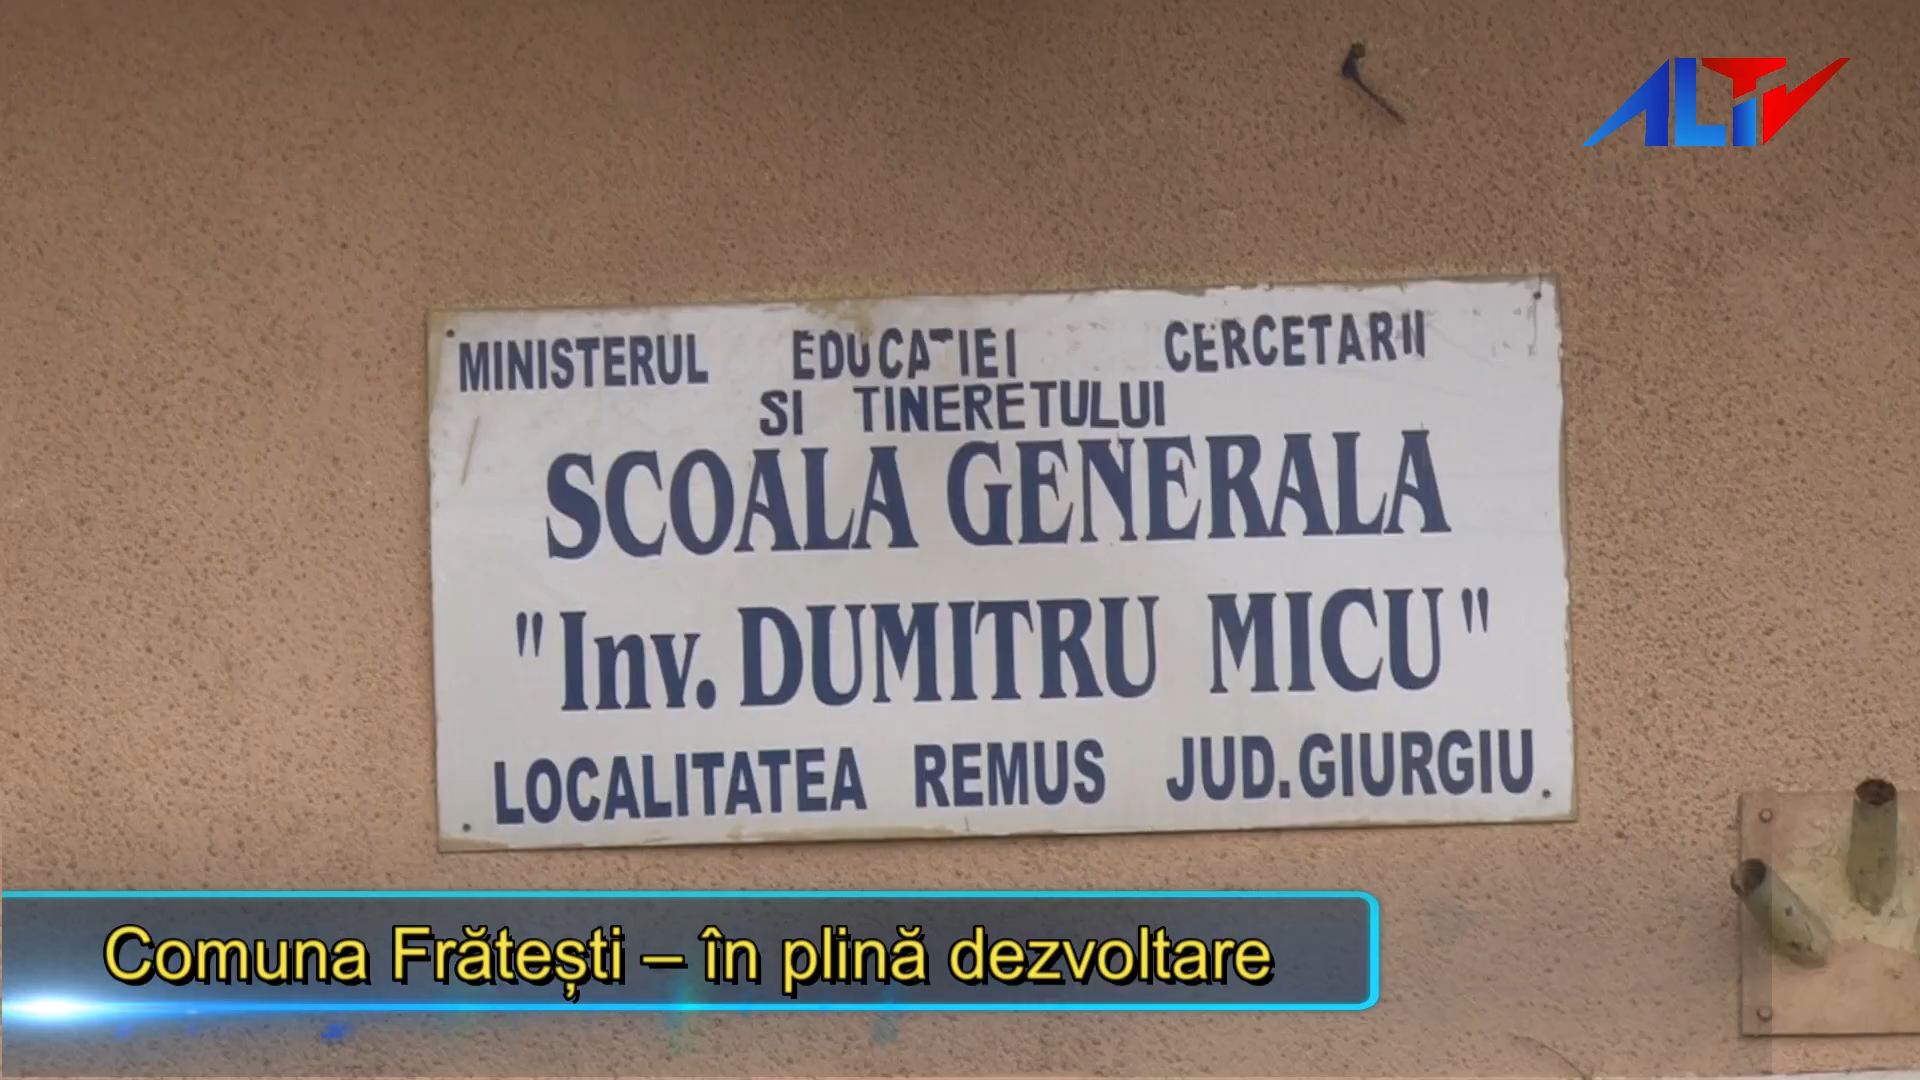 ALTV
MINISTERUL EDUCATIEI CERCETARII
SI TINERETULUI
SCOALA GENERALA
"Inv. DUMITRU MICU"
LOCALITATEA REMUS JUD.GIURGIU
Comuna Frătești – în plină dezvoltare